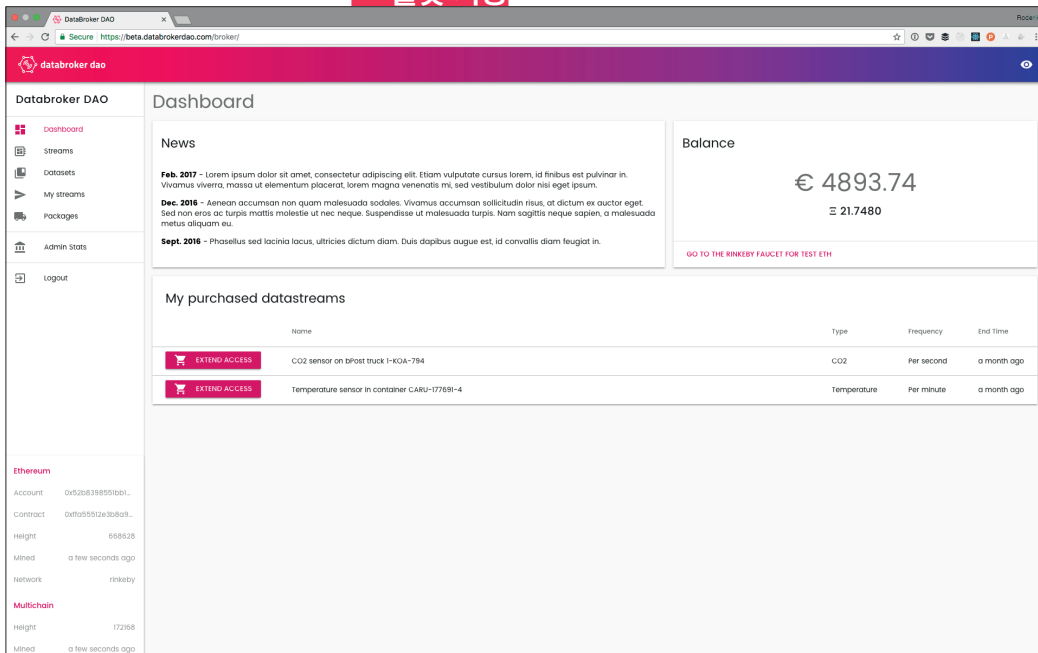 DataBroker DAO
Secure
https://beta.databrokerdao.com/broker/
databroker dao
Databroker DAO
Dashboard
Streams
Datasets
My streams
Packages
Admin Stats
Logout
Dashboard
News
Feb. 2017 - Lorem ipsum dolor sit amet, consectetur adipiscing elit. Etiam vulputate cursus lorem, id finibus est pulvinar in.
Vivamus viverra, massa ut elementum placerat, lorem magna venenatis mi, sed vestibulum dolor nisi eget ipsum.
Dec. 2016 - Aenean accumsan non quam malesuada sodales. Vivamus accumsan sollicitudin risus, at dictum ex auctor eget.
Sed non eros ac turpis mattis molestie ut nec neque. Suspendisse ut malesuada turpis. Nam sagittis neque sapien, a malesuada
metus aliquam eu.
Sept. 2016 - Phasellus sed lacinia lacus, ultricies dictum diam. Duis dapibus augue est, id convallis diam feugiat in.
Balance
€ 4893.74
Ξ 21.7480
GO TO THE RINKEBY FAUCET FOR TEST ETH
My purchased datastreams
Name Type Frequency End Time
EXTEND ACCESS CO2 sensor on bPost truck 1-KOA-794 CO2 Per second a month ago
EXTEND ACCESS Temperature sensor in container CARU-177691-4 Temperature Per minute a month ago
Ethereum
Account 0x52b8398551bb1...
Contract 0x1fa55512e3b8a9...
Height 668628
Mined a few seconds ago
Network rinkeby
Multichain
Height 172168
Mined a few seconds ago